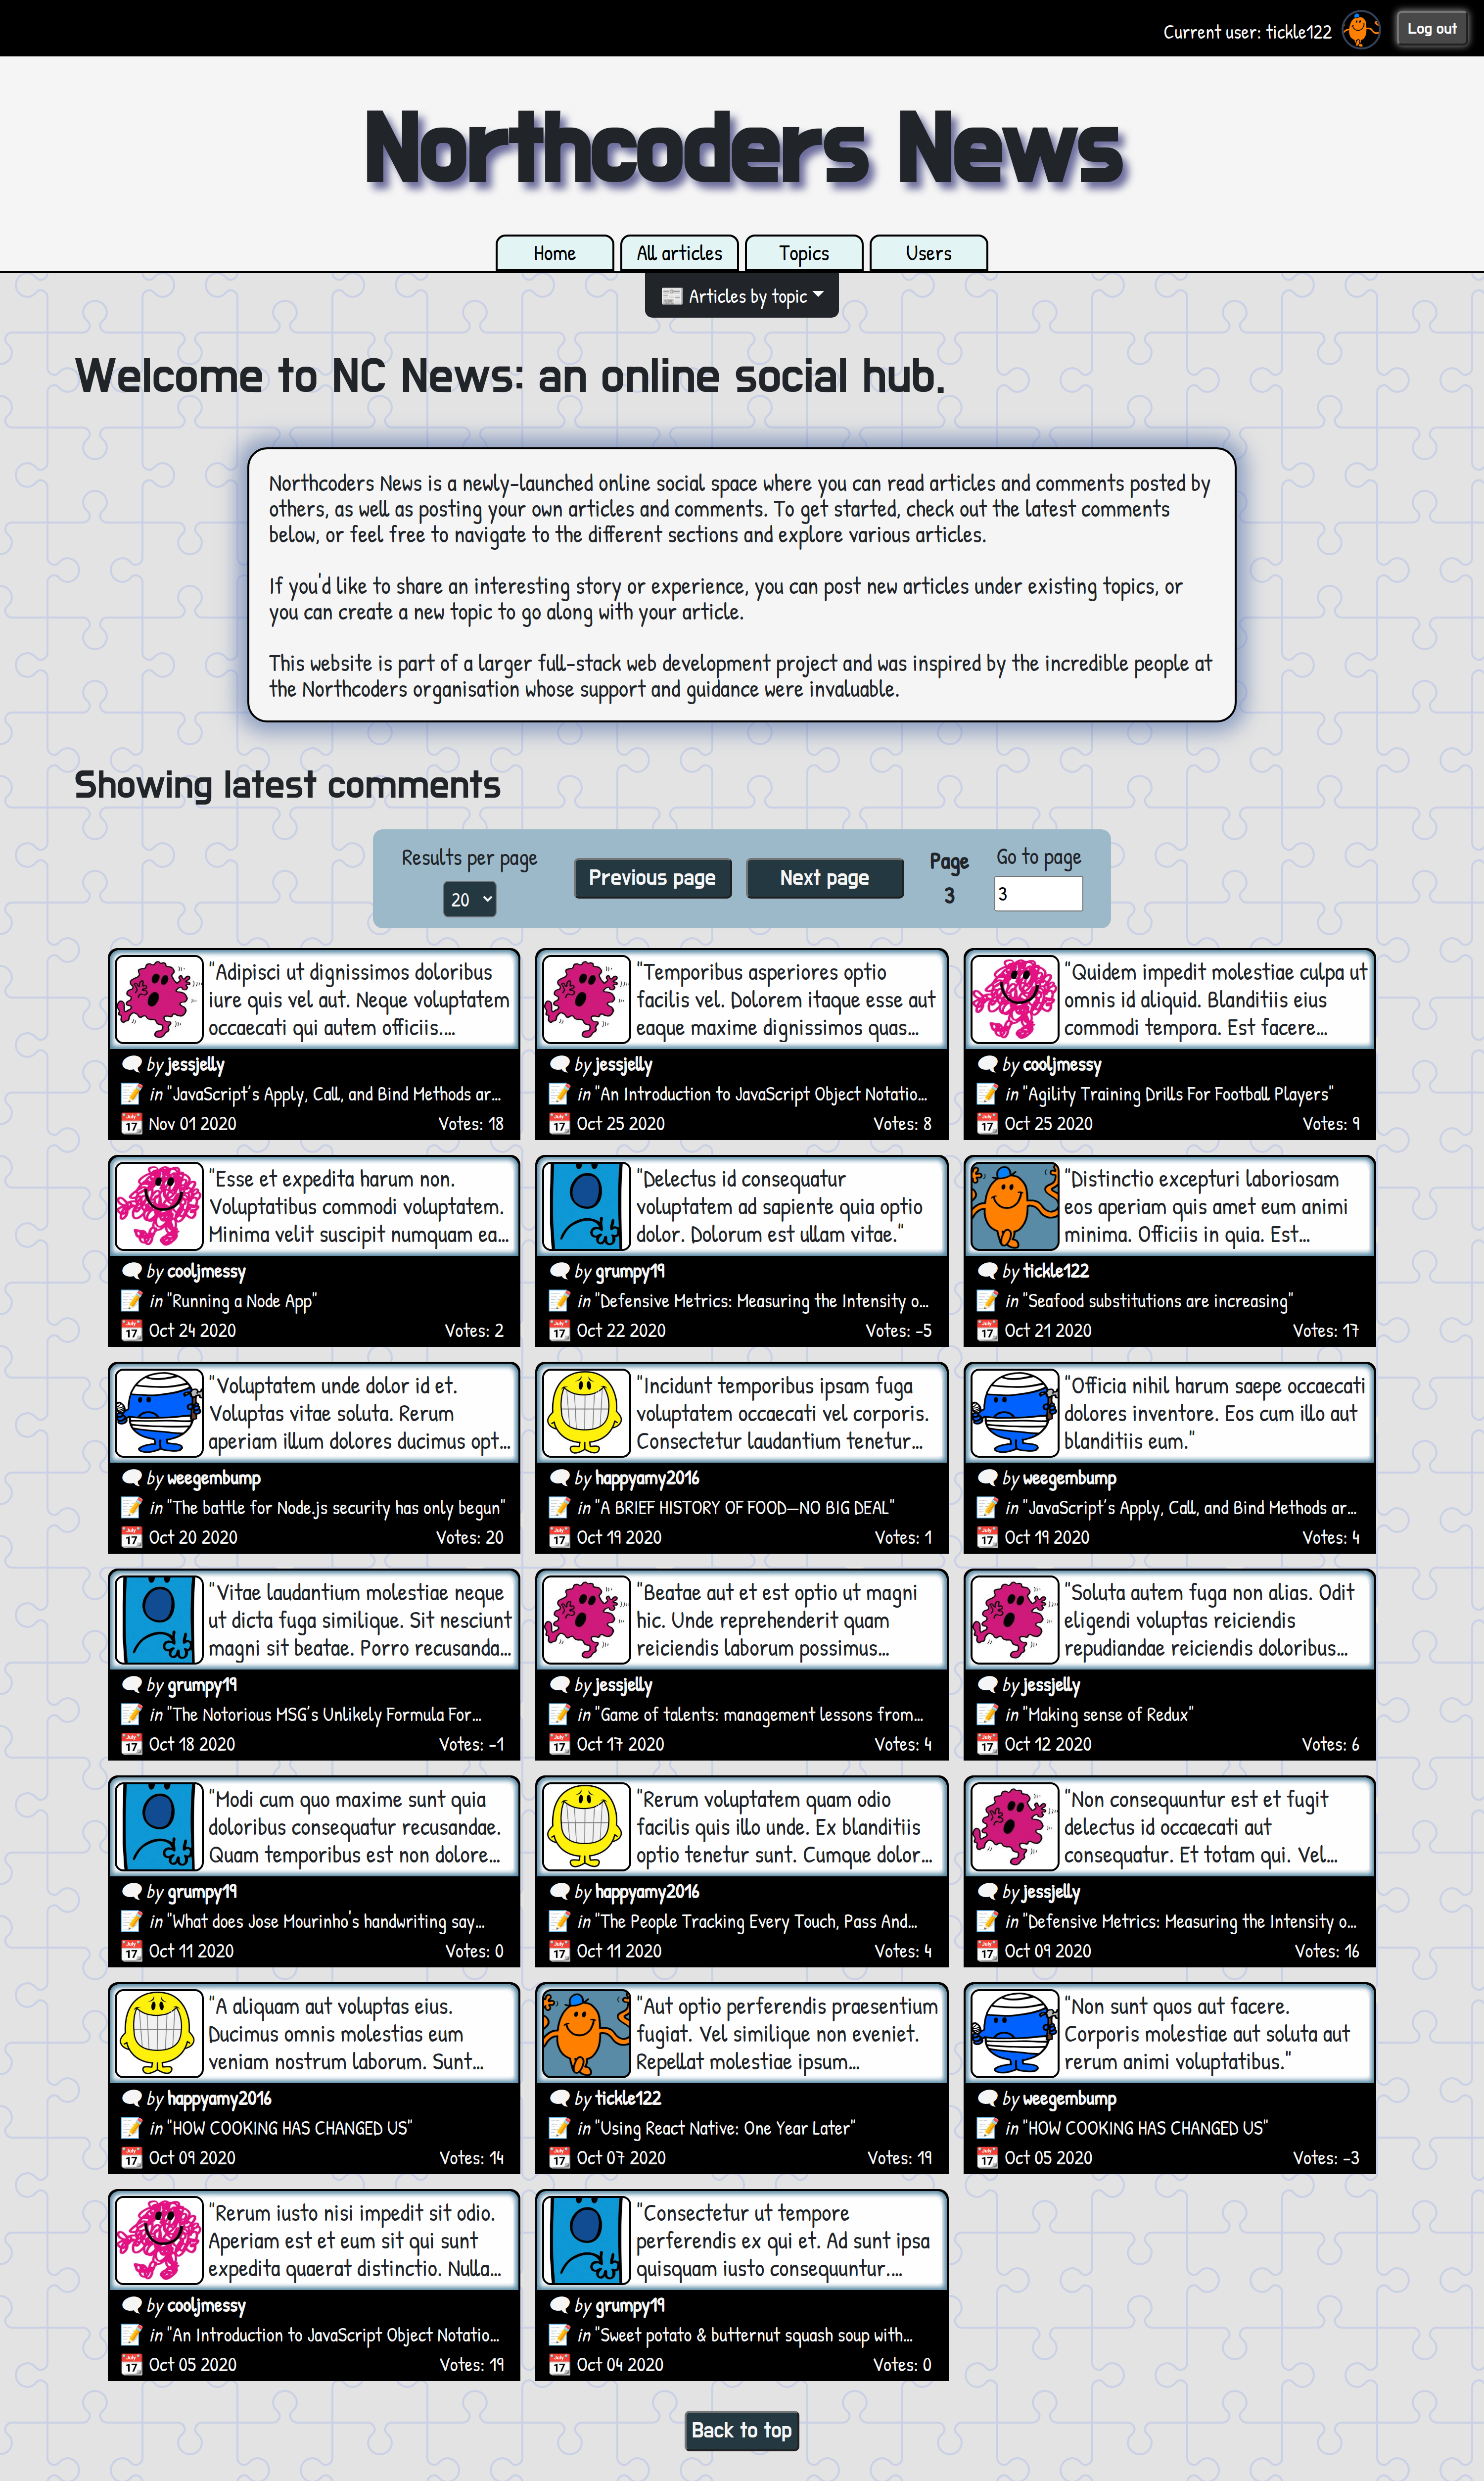 Current user: tickle122
Log out
Northcoders News
Home
All articles
Topics
Users
📰 Articles by topic
Welcome to NC News: an online social hub.
Northcoders News is a newly-launched online social space where you can read articles and comments posted by
others, as well as posting your own articles and comments. To get started, check out the latest comments
below, or feel free to navigate to the different sections and explore various articles.
If you'd like to share an interesting story or experience, you can post new articles under existing topics, or
you can create a new topic to go along with your article.
This website is part of a larger full-stack web development project and was inspired by the incredible people at
the Northcoders organisation whose support and guidance were invaluable.
Showing latest comments
Results per page
20
Previous page
Next page
Page
3
Go to page
3
"Adipisci ut dignissimos doloribus
iure quis vel aut. Neque voluptatem
occaecati qui autem officiis....
🗨 by jessjelly
📝 in "JavaScript's Apply, Call, and Bind Methods ar...
📆 Nov 01 2020
Votes: 18
"Temporibus asperiores optio
facilis vel. Dolorem itaque esse aut
eaque maxime dignissimos quas...
🗨 by jessjelly
📝 in "An Introduction to JavaScript Object Notatio...
📆 Oct 25 2020
Votes: 8
"Quidem impedit molestiae culpa ut
omnis id aliquid. Blanditiis eius
commodi tempora. Est facere...
🗨 by cooljmessy
📝 in "Agility Training Drills For Football Players"
📆 Oct 25 2020
Votes: 9
"Esse et expedita harum non.
Voluptatibus commodi voluptatem.
Minima velit suscipit numquam ea...
🗨 by cooljmessy
📝 in "Running a Node App"
📆 Oct 24 2020
Votes: 2
"Delectus id consequatur
voluptatem ad sapiente quia optio
dolor. Dolorum est ullam vitae."
🗨 by grumpy19
📝 in "Defensive Metrics: Measuring the Intensity o...
📆 Oct 22 2020
Votes: -5
"Distinctio excepturi laboriosam
eos aperiam quis amet eum animi
minima. Officiis in quia. Est...
🗨 by tickle122
📝 in "Seafood substitutions are increasing"
📆 Oct 21 2020
Votes: 17
"Voluptatem unde dolor id et.
Voluptas vitae soluta. Rerum
aperiam illum dolores ducimus opt...
🗨 by weegembump
📝 in "The battle for Node.js security has only begun"
📆 Oct 20 2020
Votes: 20
"Incidunt temporibus ipsam fuga
voluptatem occaecati vel corporis.
Consectetur laudantium tenetur...
🗨 by happyamy2016
📝 in "A BRIEF HISTORY OF FOOD—NO BIG DEAL"
📆 Oct 19 2020
Votes: 1
"Officia nihil harum saepe occaecati
dolores inventore. Eos cum illo aut
blanditiis eum."
🗨 by weegembump
📝 in "JavaScript's Apply, Call, and Bind Methods ar...
📆 Oct 19 2020
Votes: 4
"Vitae laudantium molestiae neque
ut dicta fuga similique. Sit nesciunt
magni sit beatae. Porro recusanda...
🗨 by grumpy19
📝 in "The Notorious MSG's Unlikely Formula For...
📆 Oct 18 2020
Votes: -1
"Beatae aut et est optio ut magni
hic. Unde reprehenderit quam
reiciendis laborum possimus...
🗨 by jessjelly
📝 in "Game of talents: management lessons from...
📆 Oct 17 2020
Votes: 4
"Soluta autem fuga non alias. Odit
eligendi voluptas reiciendis
repudiandae reiciendis doloribus...
🗨 by jessjelly
📝 in "Making sense of Redux"
📆 Oct 12 2020
Votes: 6
"Modi cum quo maxime sunt quia
doloribus consequatur recusandae.
Quam temporibus est non dolore...
🗨 by grumpy19
📝 in "What does Jose Mourinho's handwriting say...
📆 Oct 11 2020
Votes: 0
"Rerum voluptatem quam odio
facilis quis illo unde. Ex blanditiis
optio tenetur sunt. Cumque dolor...
🗨 by happyamy2016
📝 in "The People Tracking Every Touch, Pass And...
📆 Oct 11 2020
Votes: 4
"Non consequuntur est et fugit
delectus id occaecati aut
consequatur. Et totam qui. Vel...
🗨 by jessjelly
📝 in "Defensive Metrics: Measuring the Intensity o...
📆 Oct 09 2020
Votes: 16
"A aliquam aut voluptas eius.
Ducimus omnis molestias eum
veniam nostrum laborum. Sunt...
🗨 by happyamy2016
📝 in "HOW COOKING HAS CHANGED US"
📆 Oct 09 2020
Votes: 14
"Aut optio perferendis praesentium
fugiat. Vel similique non eveniet.
Repellat molestiae ipsum...
🗨 by tickle122
📝 in "Using React Native: One Year Later"
📆 Oct 07 2020
Votes: 19
"Non sunt quos aut facere.
Corporis molestiae aut soluta aut
rerum animi voluptatibus."
🗨 by weegembump
📝 in "HOW COOKING HAS CHANGED US"
📆 Oct 05 2020
Votes: -3
"Rerum iusto nisi impedit sit odio.
Aperiam est et eum sit qui sunt
expedita quaerat distinctio. Nulla...
🗨 by cooljmessy
📝 in "An Introduction to JavaScript Object Notatio...
📆 Oct 05 2020
Votes: 19
"Consectetur ut tempore
perferendis ex qui et. Ad sunt ipsa
quisquam iusto consequuntur....
🗨 by grumpy19
📝 in "Sweet potato & butternut squash soup with...
📆 Oct 04 2020
Votes: 0
Back to top